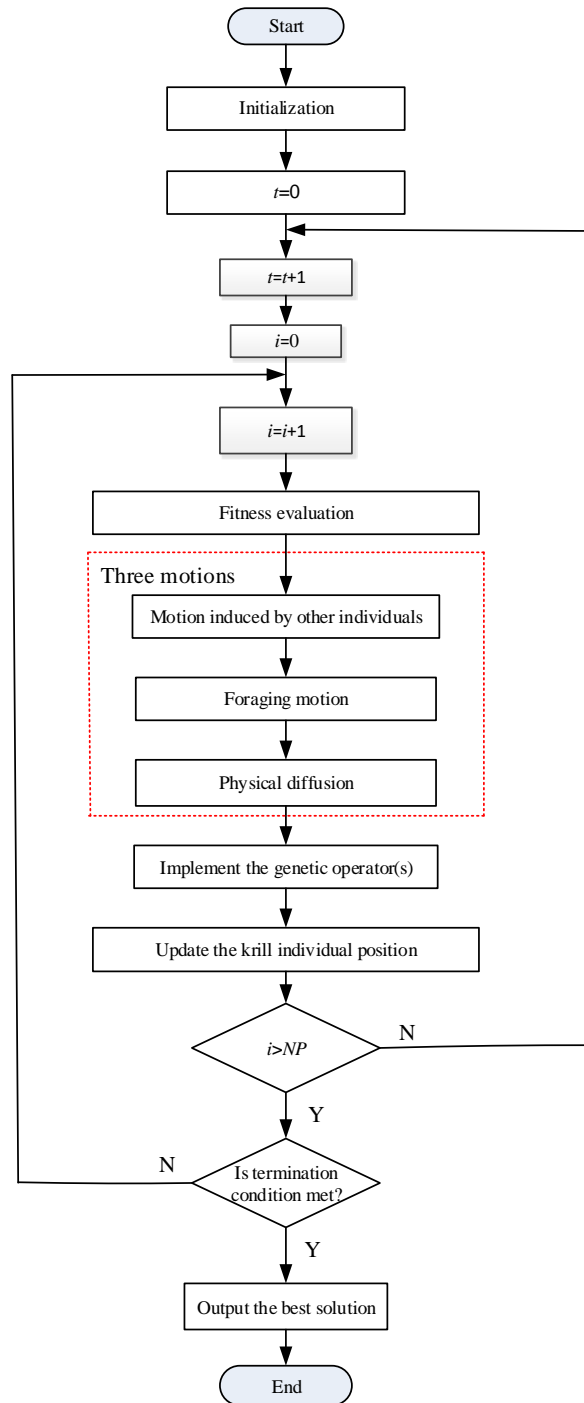 Start
Initialization
t=0
t=t+1
i=0
i=i+1
Fitness evaluation
Three motions
Motion induced by other individuals
Foraging motion
Physical diffusion
Implement the genetic operator(s)
Update the krill individual position
i>NP
N
Y
N
Is termination
condition met?
Y
Output the best solution
End